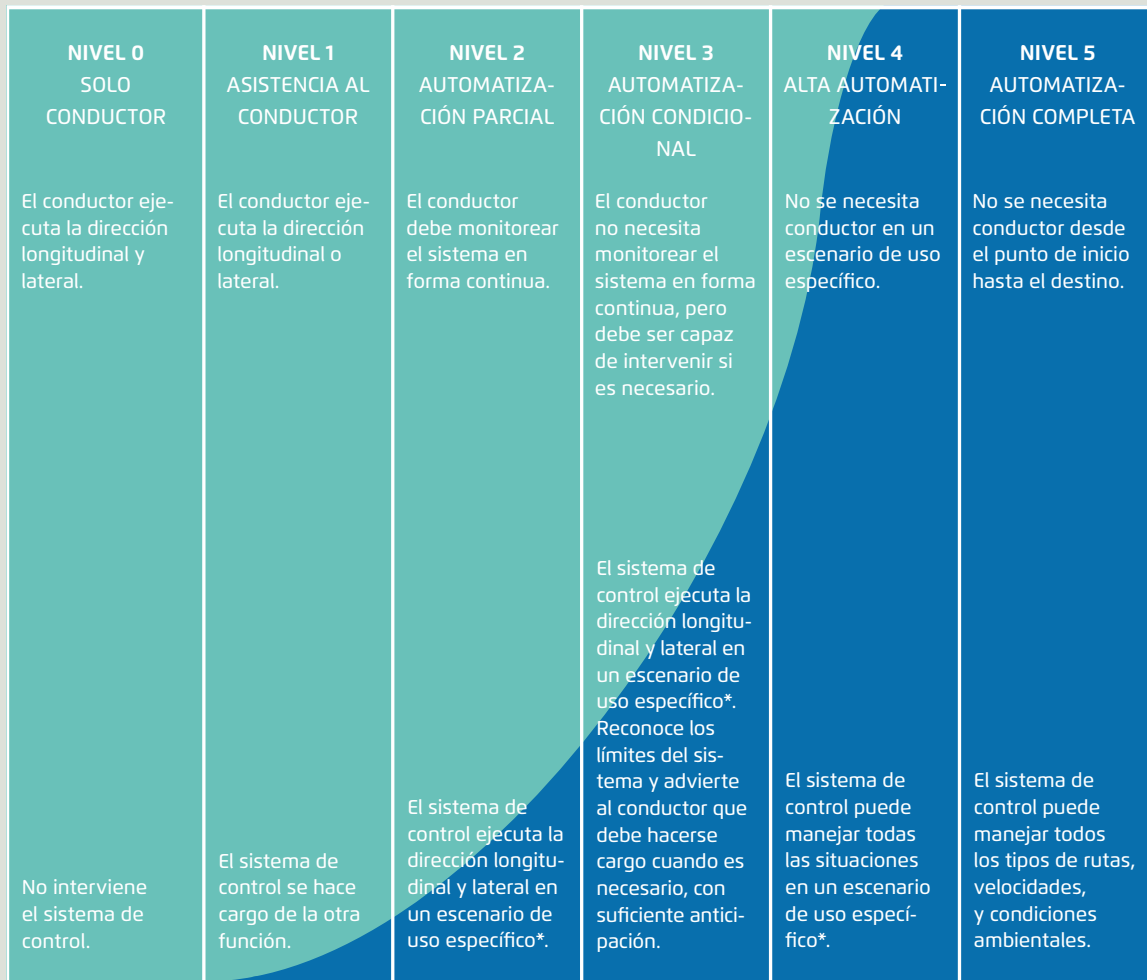 NIVEL 0
SOLO
CONDUCTOR
El conductor eje-
cuta la dirección
longitudinal y
lateral.
No interviene
el sistema de
control.
NIVEL 1
ASISTENCIA AL
CONDUCTOR
El conductor eje-
cuta la dirección
longitudinal o
lateral.
El sistema de
control se hace
cargo de la otra
función.
NIVEL 2
AUTOMATIZA-
CIÓN PARCIAL
El conductor
debe monitorear
el sistema en
forma continua.
El sistema de
control ejecuta la
dirección longitu-
dinal y lateral en
un escenario de
uso específico*.
NIVEL 3
AUTOMATIZA-
CIÓN CONDICIO-
NAL
El conductor
no necesita
monitorear el
sistema en forma
continua, pero
debe ser capaz
de intervenir si
es necesario.
El sistema de
control ejecuta la
dirección longitu-
dinal y lateral en
un escenario de
uso específico*.
Reconoce los
límites del sis-
tema y advierte
al conductor que
debe hacerse
cargo cuando es
necesario, con
suficiente antici-
pación.
NIVEL 4
ALTA AUTOMATI-
ZACIÓN
No se necesita
conductor en un
escenario de uso
específico.
El sistema de
control puede
manejar todas
las situaciones
en un escenario
de uso especí-
fico*.
NIVEL 5
AUTOMATIZA-
CIÓN COMPLETA
No se necesita
conductor desde
el punto de inicio
hasta el destino.
El sistema de
control puede
manejar todos
los tipos de rutas,
velocidades,
y condiciones
ambientales.